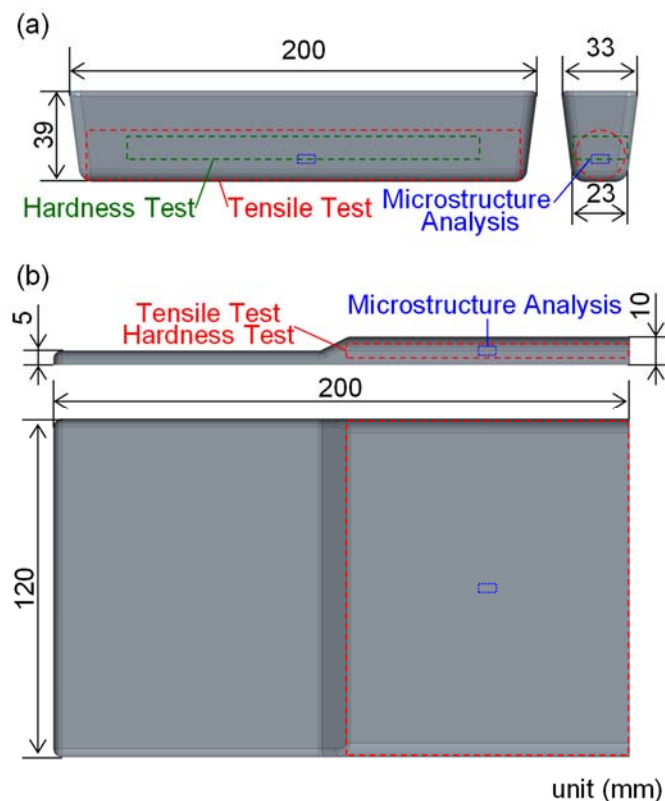 (a)
200
33
39
Hardness Test
Tensile Test
Microstructure
Analysis
23
(b)
Tensile Test
Hardness Test
Microstructure Analysis
5
10
200
120
unit (mm)